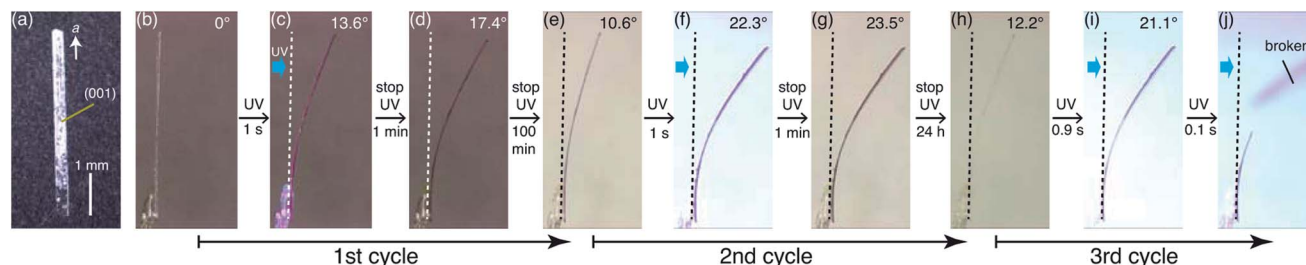 (a)
a
(001)
1 mm
(b)
0°
UV
1 s
(c)
13.6°
UV
stop
UV
1 min
(d)
17.4°
stop
UV
100
min
(e)
10.6°
UV
1 s
(f)
22.3°
stop
UV
1 min
(g)
23.5°
stop
UV
24 h
(h)
12.2°
UV
0.9 s
(i)
21.1°
UV
0.1 s
(j)
broken
1st cycle
2nd cycle
3rd cycle